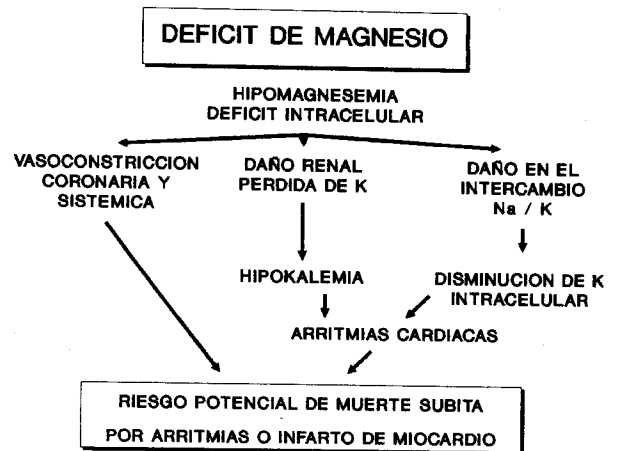 DEFICIT DE MAGNESIO
HIPOMAGNESEMIA
DEFICIT INTRACELULAR
VASOCONSTRICCION
CORONARIA Y
SISTEMICA
DAÑO RENAL
PERDIDA DE K
DAÑO EN EL
INTERCAMBIO
Na / K
HIPOKALEMIA
DISMINUCION DE K
INTRACELULAR
ARRITMIAS CARDIACAS
RIESGO POTENCIAL DE MUERTE SUBITA
POR ARRITMIAS O INFARTO DE MIOCARDIO